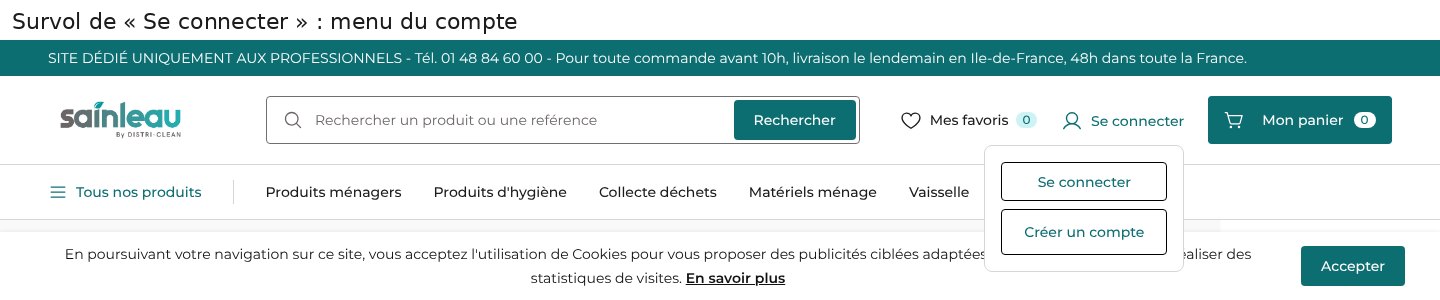 Survol de « Se connecter » : menu du compte
SITE DÉDIÉ UNIQUEMENT AUX PROFESSIONNELS - Tél. 01 48 84 60 00 - Pour toute commande avant 10h, livraison le lendemain en Ile-de-France, 48h dans toute la France.
sainleau
By DISTRI-CLEAN
Rechercher un produit ou une reférence
Rechercher
Mes favoris 0
Se connecter
Mon panier 0
Tous nos produits
Produits ménagers
Produits d'hygiène
Collecte déchets
Matériels ménage
Vaisselle
Se connecter
Créer un compte
En poursuivant votre navigation sur ce site, vous acceptez l'utilisation de Cookies pour vous proposer des publicités ciblées adaptées des
statistiques de visites. En savoir plus
Accepter